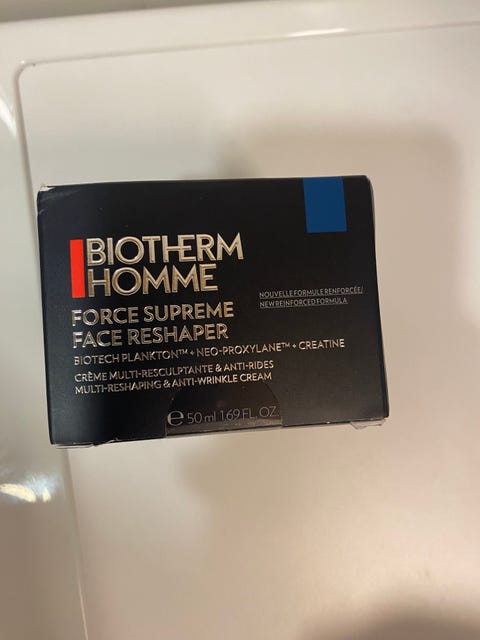 BIOTHERM
HOMME
FORCE SUPREME
FACE RESHAPER
NOUVELLE FORMULE RENFORCÉE/
NEW REINFORCED FORMULA
BIOTECH PLANKTON™ + NEO-PROXYLANE™ + CREATINE
CRÈME MULTI-RESCULPTANTE & ANTI-RIDES
MULTI-RESHAPING & ANTI-WRINKLE CREAM
℮ 50 ml 1.69 FL. OZ.